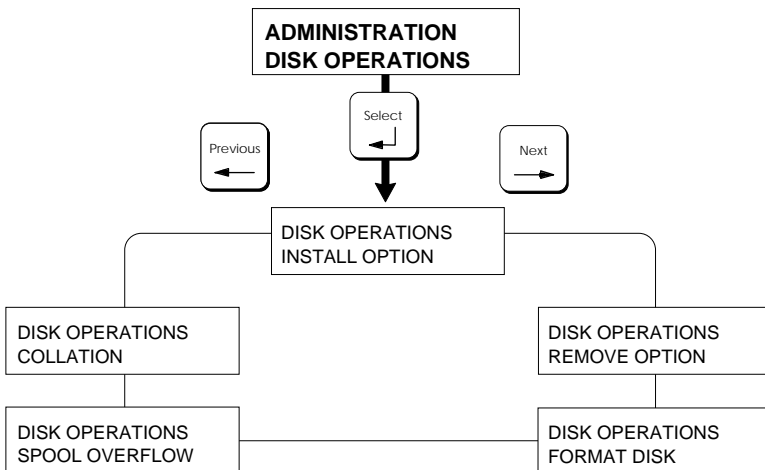 ADMINISTRATION
DISK OPERATIONS
Select
Previous
Next
DISK OPERATIONS
INSTALL OPTION
DISK OPERATIONS
COLLATION
DISK OPERATIONS
REMOVE OPTION
DISK OPERATIONS
SPOOL OVERFLOW
DISK OPERATIONS
FORMAT DISK